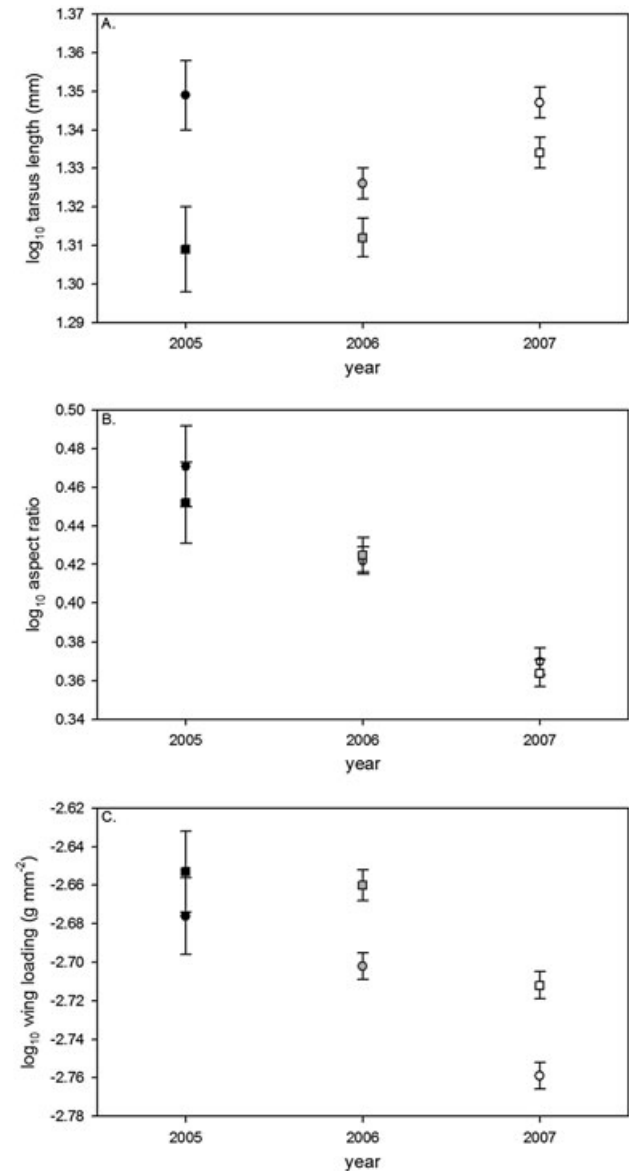 A.
log₁₀ tarsus length (mm)
1.37
1.36
1.35
1.34
1.33
1.32
1.31
1.30
1.29
2005 2006 2007
year
B.
log₁₀ aspect ratio
0.50
0.48
0.46
0.44
0.42
0.40
0.38
0.36
0.34
2005 2006 2007
year
C.
log₁₀ wing loading (g mm⁻²)
-2.62
-2.64
-2.66
-2.68
-2.70
-2.72
-2.74
-2.76
-2.78
2005 2006 2007
year